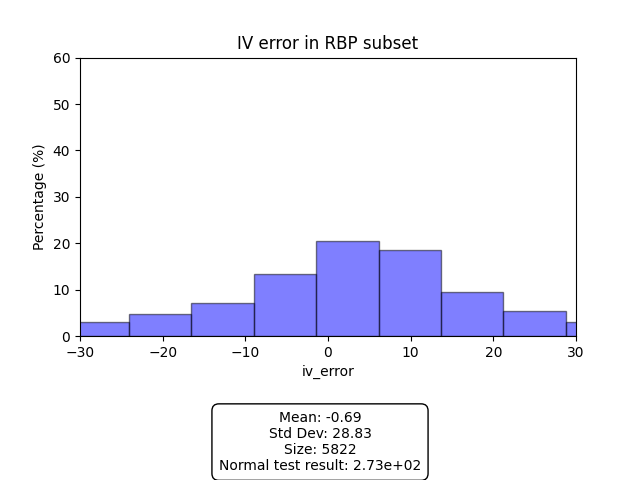 IV error in RBP subset
60
50
40
30
20
10
0
Percentage (%)
−30
−20
−10
0
10
20
30
iv_error
Mean: -0.69
Std Dev: 28.83
Size: 5822
Normal test result: 2.73e+02